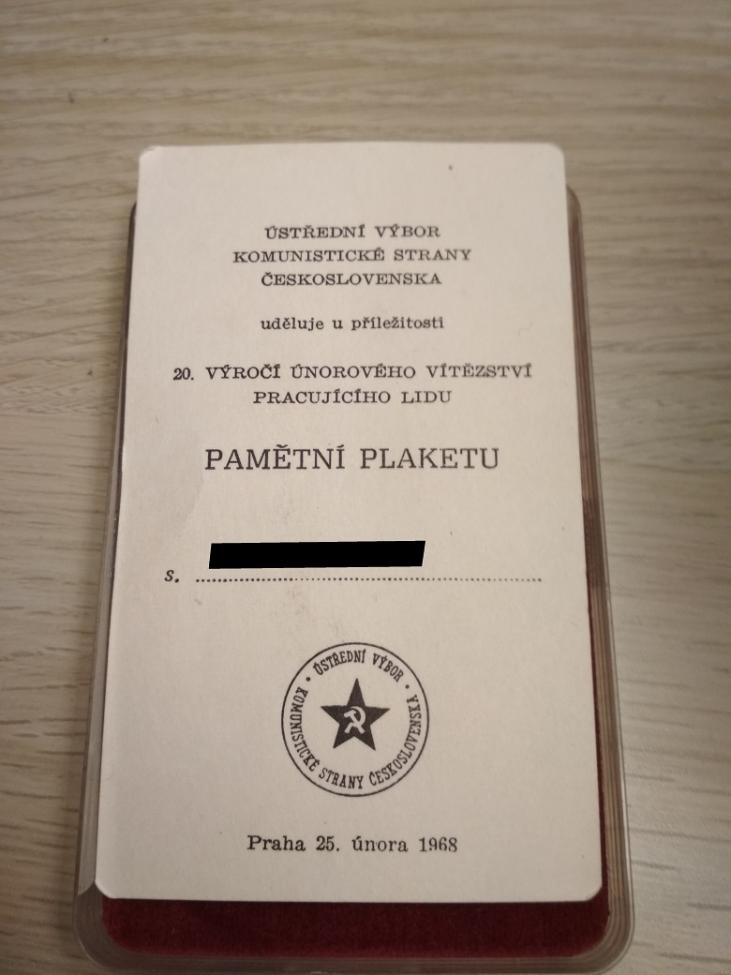 ÚSTŘEDNÍ VÝBOR
KOMUNISTICKÉ STRANY
ČESKOSLOVENSKA
uděluje u příležitosti
20. VÝROČÍ ÚNOROVÉHO VÍTĚZSTVÍ
PRACUJÍCÍHO LIDU
PAMĚTNÍ PLAKETU
s.
• ÚSTŘEDNÍ VÝBOR •
KOMUNISTICKÉ STRANY ČESKOSLOVENSKA
Praha 25. února 1968